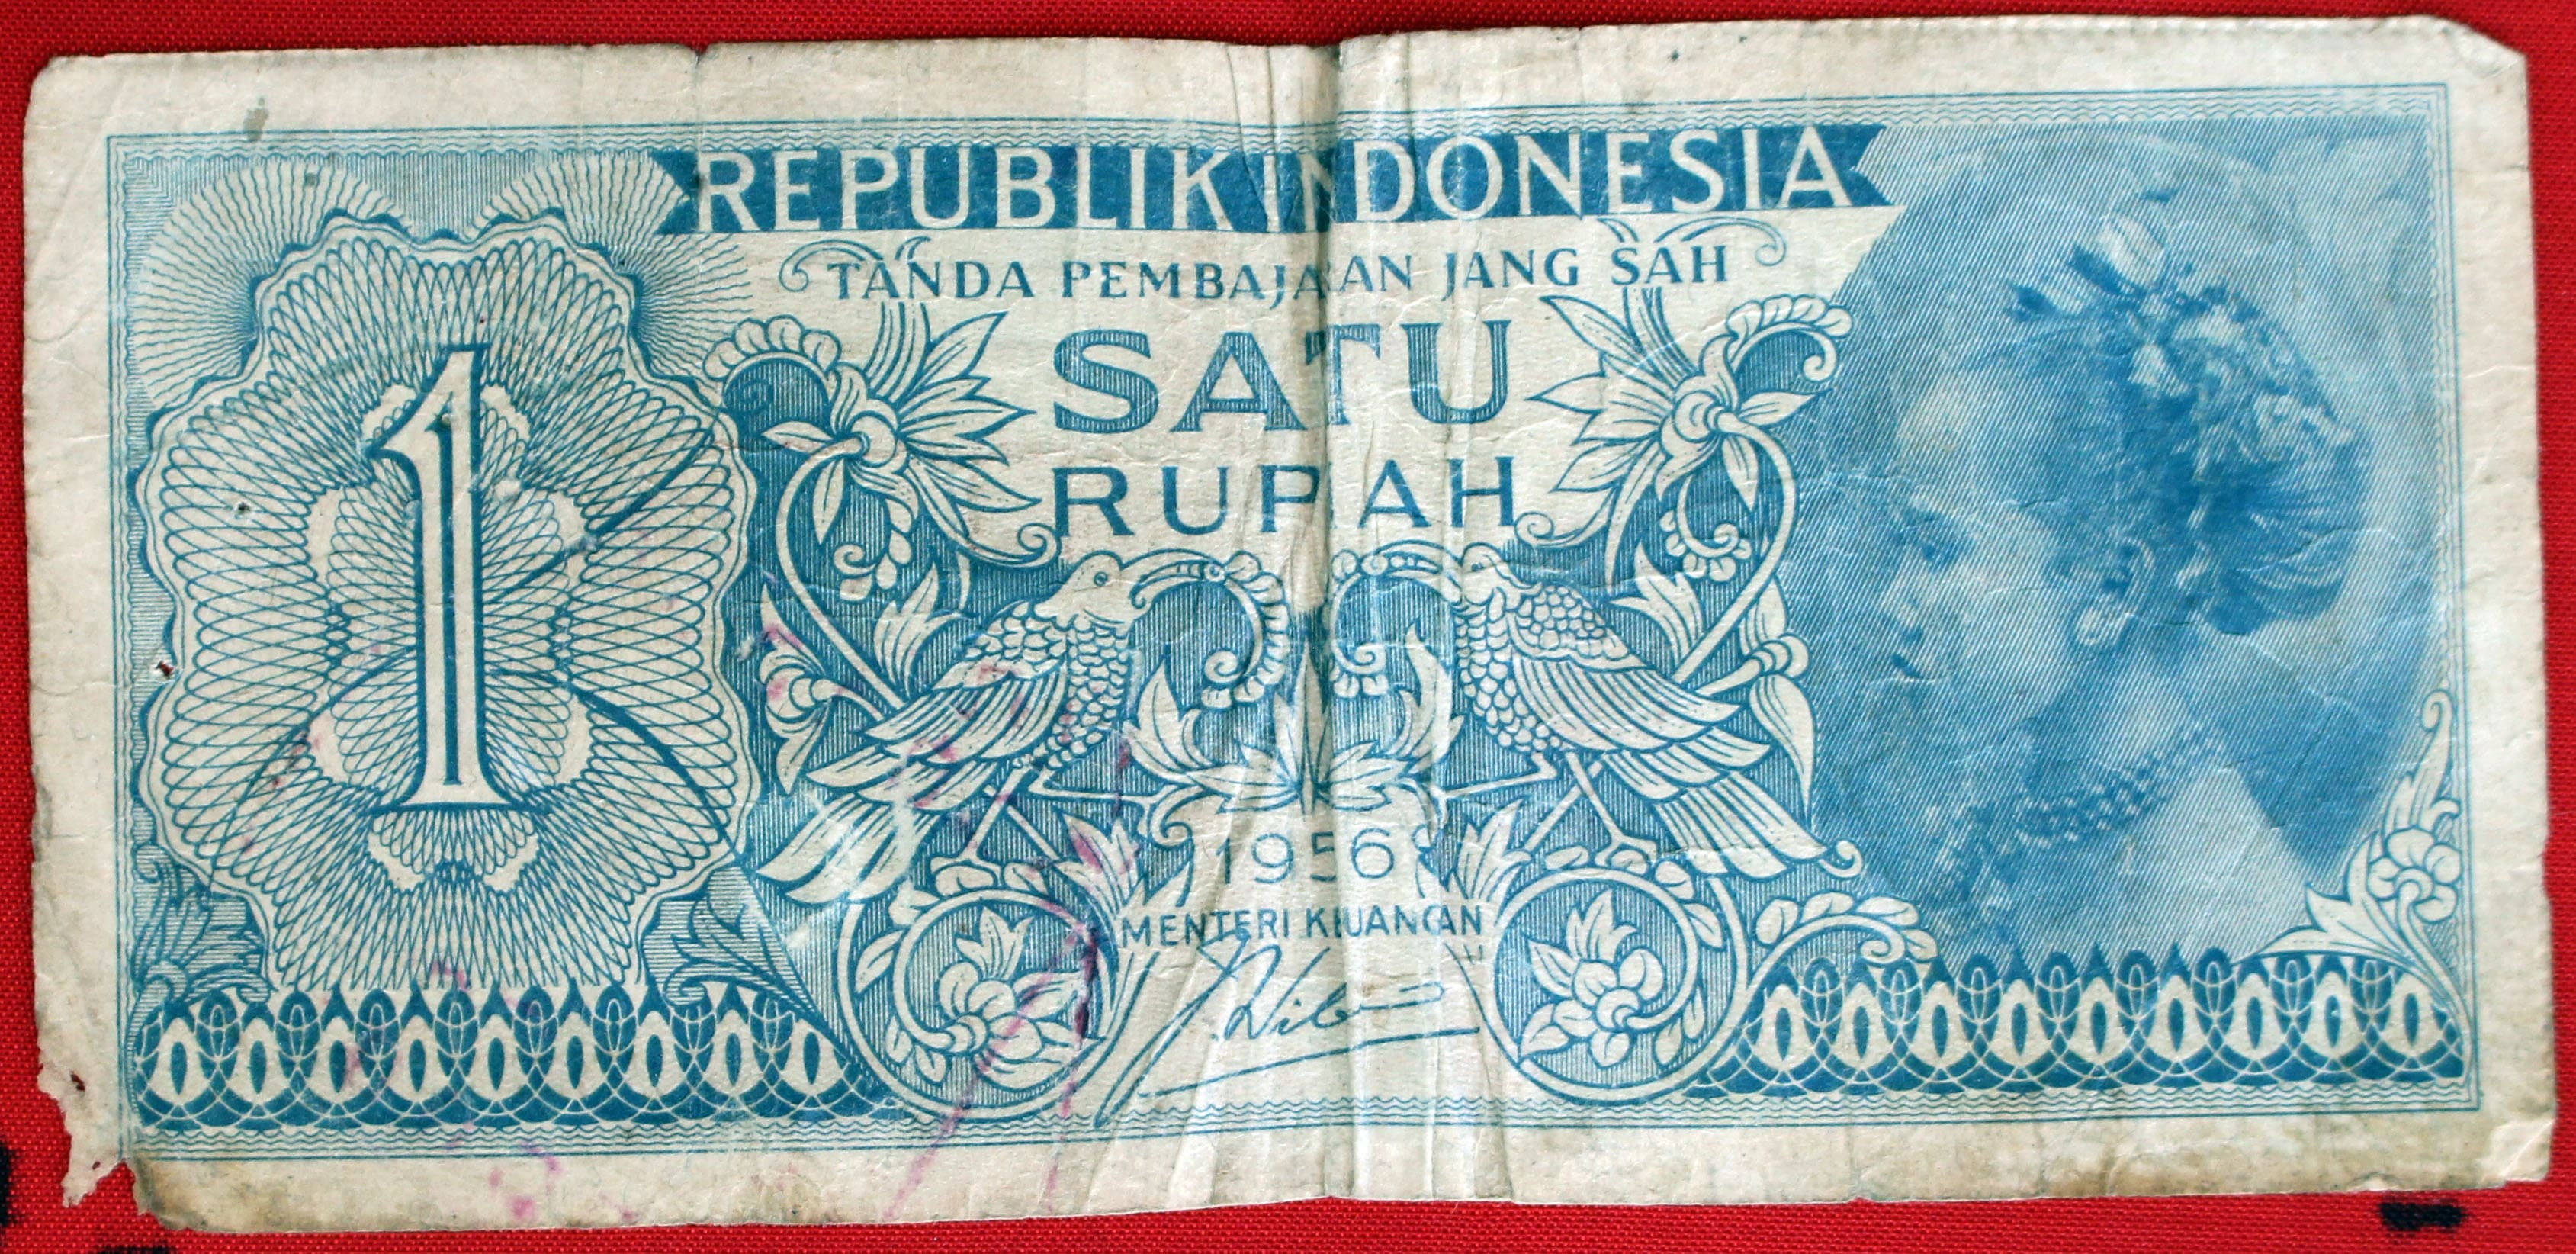 REPUBLIK INDONESIA
TANDA PEMBAJARAN JANG SAH
SATU
RUPIAH
1
1956
MENTERI KEUANGAN